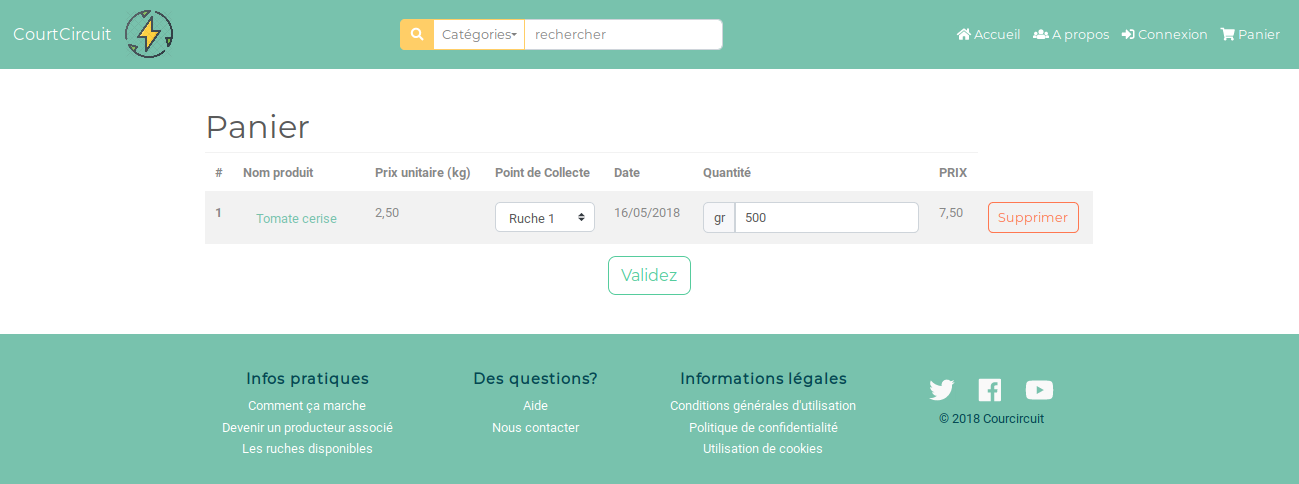 CourtCircuit Catégories rechercher Accueil A propos Connexion Panier
Panier
# Nom produit Prix unitaire (kg) Point de Collecte Date Quantité PRIX
1 Tomate cerise 2,50 Ruche 1 16/05/2018 gr 500 7,50 Supprimer
Validez
Infos pratiques Des questions? Informations légales
Comment ça marche Aide Conditions générales d'utilisation
Devenir un producteur associé Nous contacter Politique de confidentialité
Les ruches disponibles Utilisation de cookies
© 2018 Courcircuit